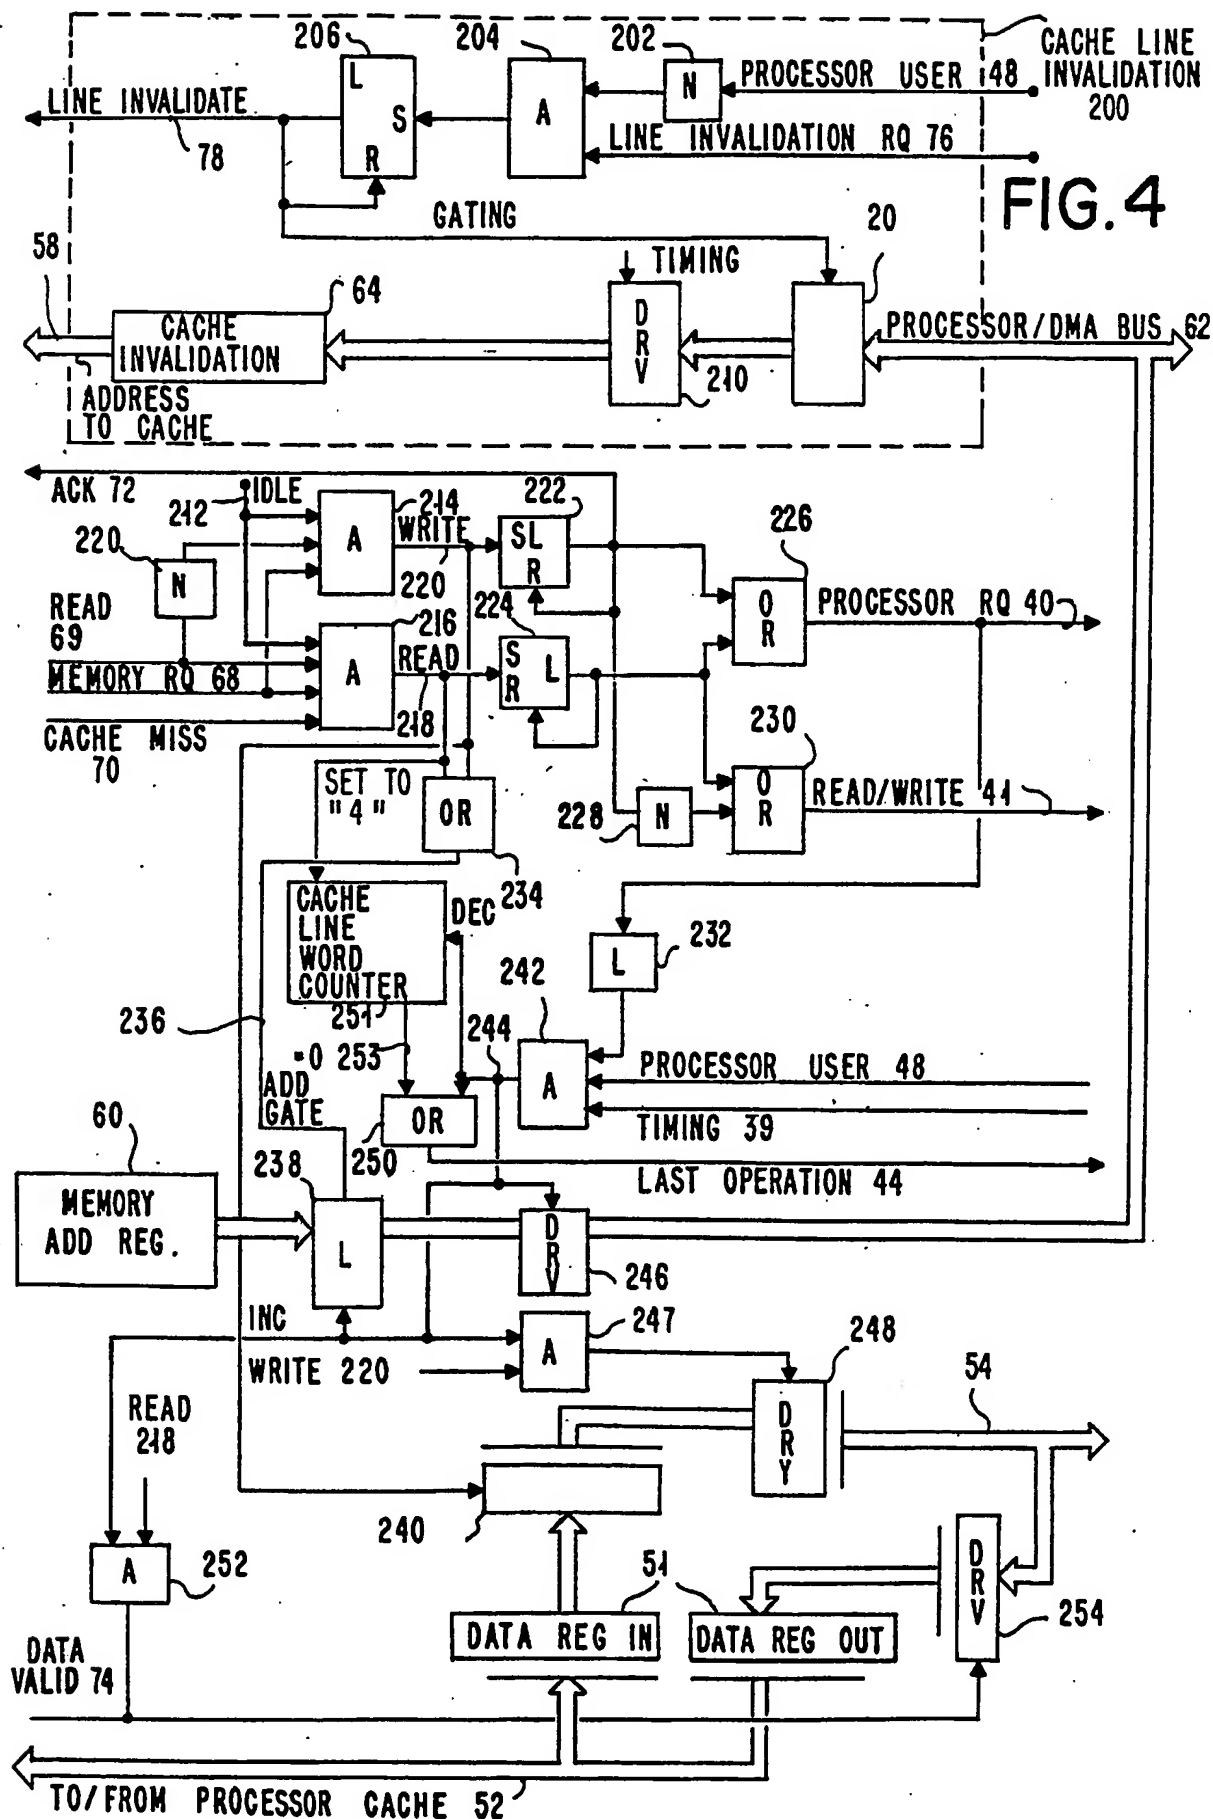 206
204
202
CACHE LINE
INVALIDATION
200
L
S
R
A
N
PROCESSOR USER 48
LINE INVALIDATE
78
LINE INVALIDATION RQ 76
FIG. 4
GATING
20
58
TIMING
64
CACHE
INVALIDATION
D
R
V
210
PROCESSOR/DMA BUS 62
ADDRESS
TO CACHE
ACK 72
IDLE
212
214
222
226
220
N
A
WRITE
220
SL
R
224
O
R
PROCESSOR RQ 40
READ
69
MEMORY RQ 68
A
216
READ
218
S
R
L
CACHE MISS
70
230
SET TO
"4"
OR
234
228
N
O
R
READ/WRITE 41
CACHE
LINE
WORD
COUNTER
251
DEC
L
232
236
=0 253
244
242
A
PROCESSOR USER 48
TIMING 39
ADD
GATE
OR
250
LAST OPERATION 44
60
MEMORY
ADD REG.
238
L
D
R
V
246
INC
A
247
WRITE 220
248
READ
218
D
R
Y
54
240
A
252
51
D
R
V
254
DATA REG IN
DATA REG OUT
DATA
VALID 74
TO/FROM PROCESSOR CACHE 52